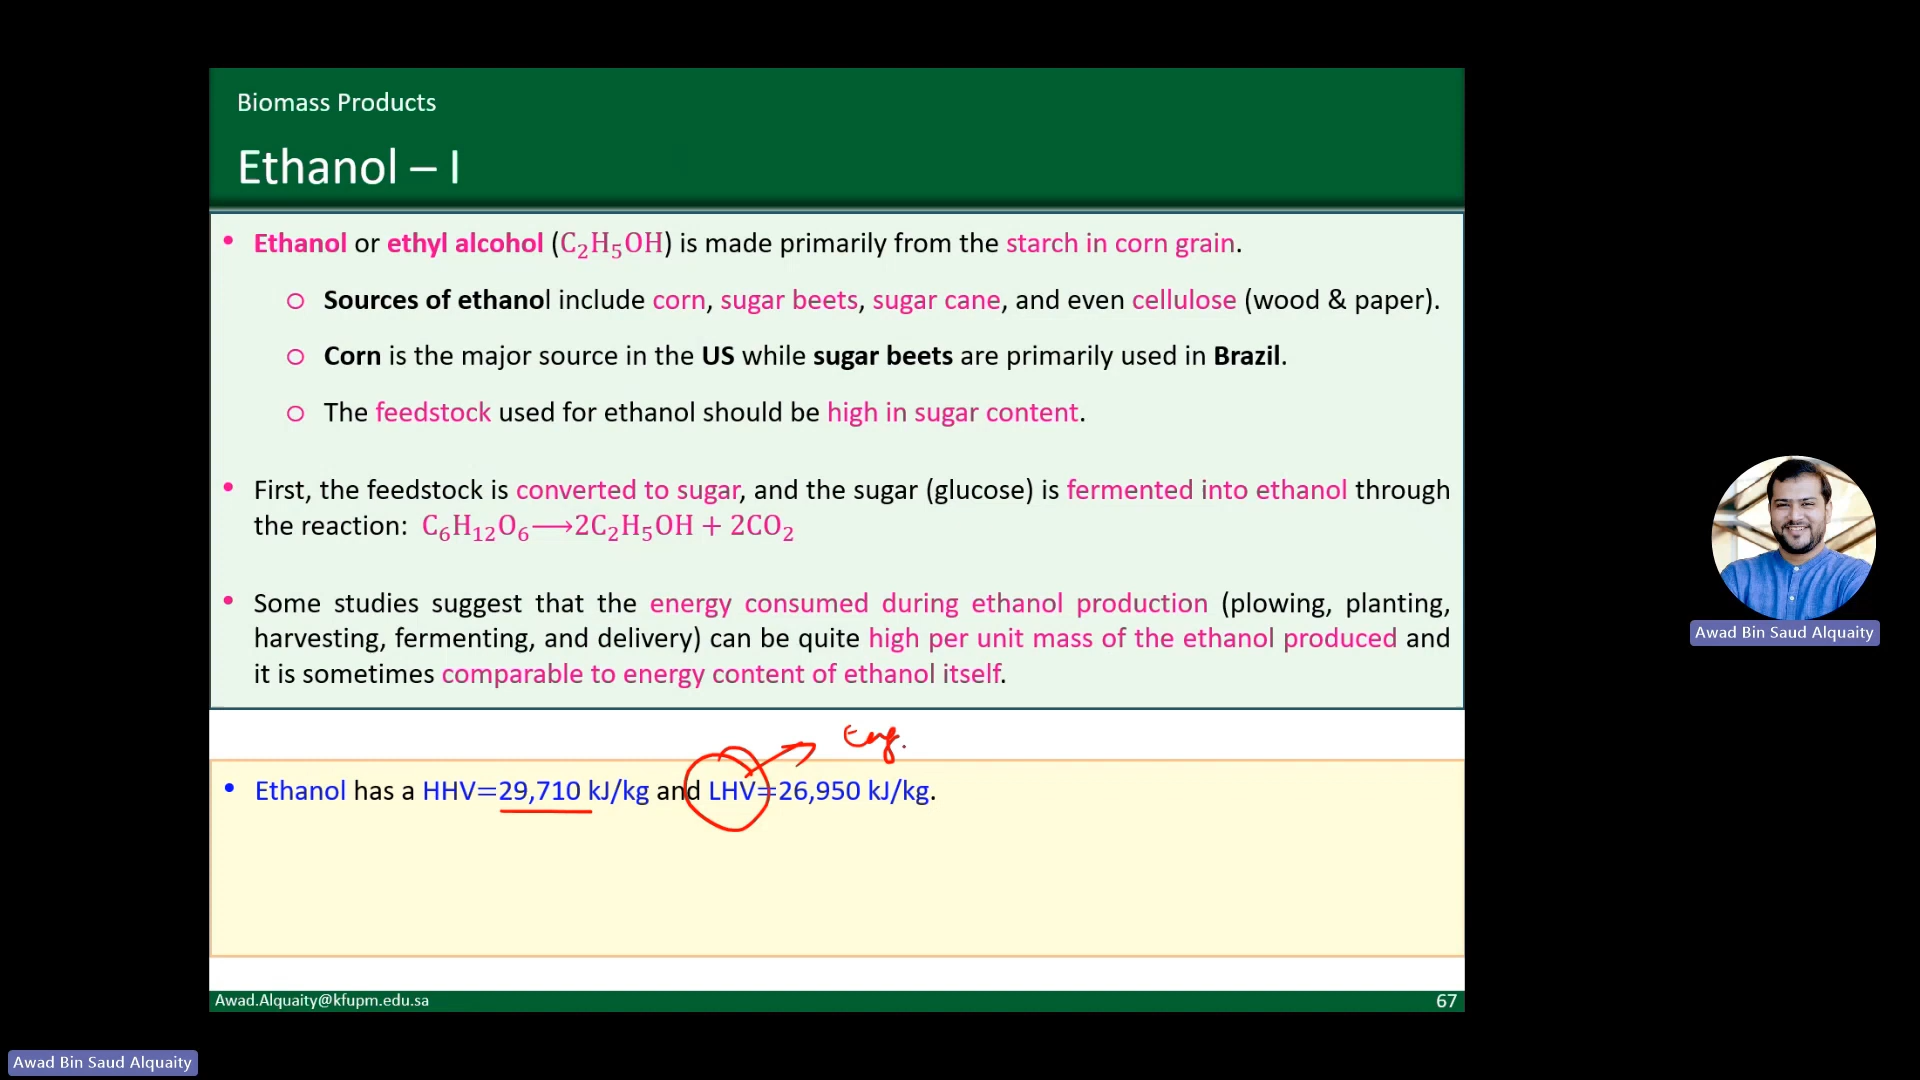 Biomass Products
Ethanol – I
• Ethanol or ethyl alcohol (C₂H₅OH) is made primarily from the starch in corn grain.
○ Sources of ethanol include corn, sugar beets, sugar cane, and even cellulose (wood & paper).
○ Corn is the major source in the US while sugar beets are primarily used in Brazil.
○ The feedstock used for ethanol should be high in sugar content.
• First, the feedstock is converted to sugar, and the sugar (glucose) is fermented into ethanol through
the reaction: C₆H₁₂O₆⟶2C₂H₅OH + 2CO₂
• Some studies suggest that the energy consumed during ethanol production (plowing, planting,
harvesting, fermenting, and delivery) can be quite high per unit mass of the ethanol produced and
it is sometimes comparable to energy content of ethanol itself.
• Ethanol has a HHV=29,710 kJ/kg and LHV=26,950 kJ/kg.
Awad.Alquaity@kfupm.edu.sa
67
Awad Bin Saud Alquaity
Awad Bin Saud Alquaity